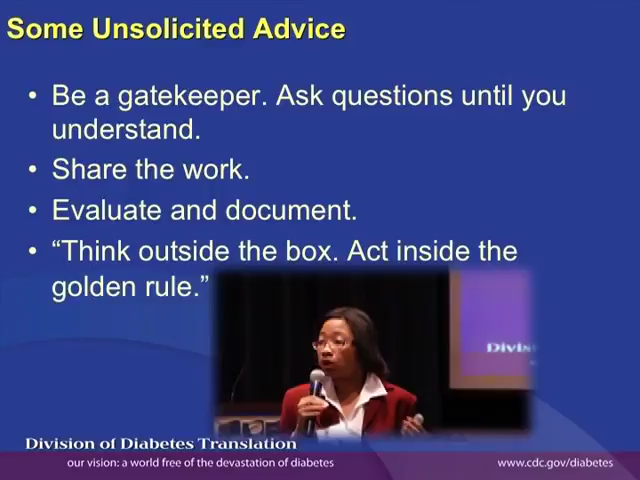 Some Unsolicited Advice
• Be a gatekeeper. Ask questions until you
understand.
• Share the work.
• Evaluate and document.
• “Think outside the box. Act inside the
golden rule.”
Division of Diabetes Translation
our vision: a world free of the devastation of diabetes
www.cdc.gov/diabetes